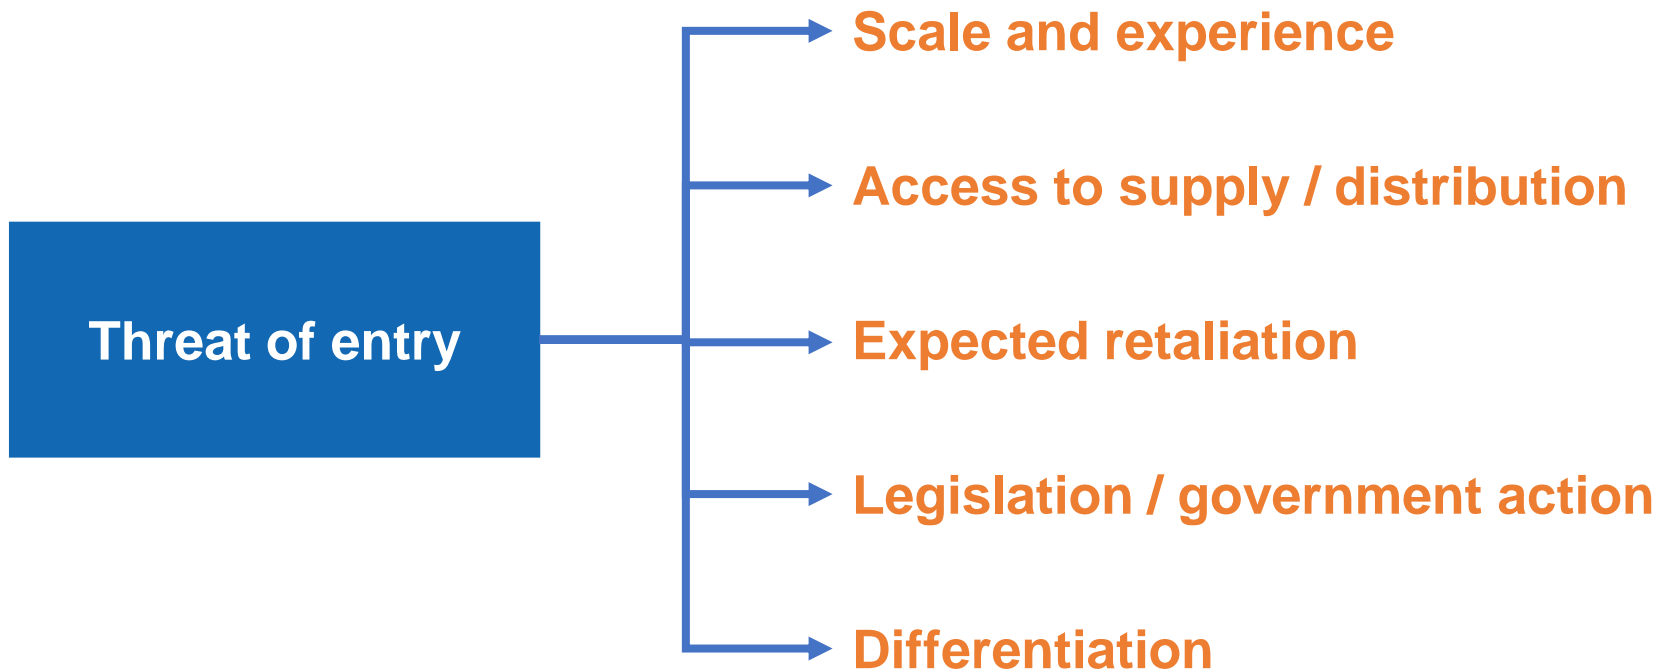 Threat of entry
Scale and experience
Access to supply / distribution
Expected retaliation
Legislation / government action
Differentiation